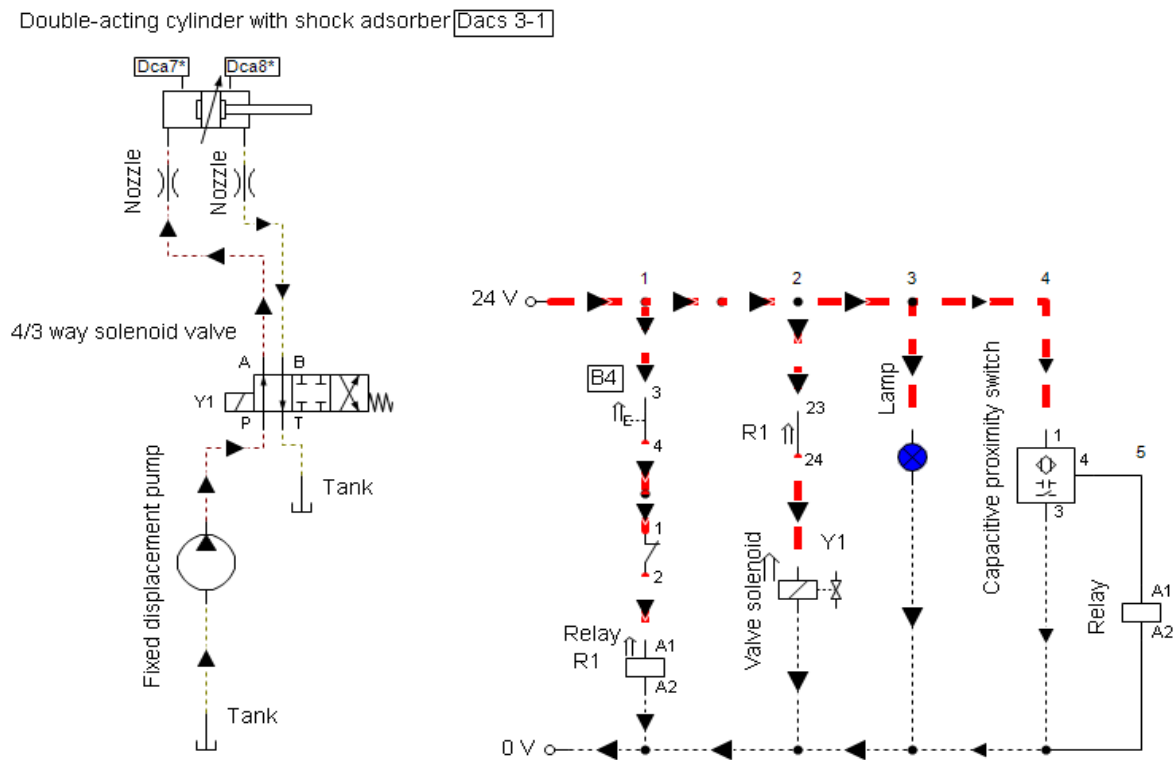 Double-acting cylinder with shock adsorber Dacs 3-1
Dca7* Dca8*
Nozzle
Nozzle
4/3 way solenoid valve
A B
Y1
P T
Tank
Fixed displacement pump
Tank
1 2 3 4
24 V
B4
3
E
4
1
2
Relay
R1
A1
A2
23
R1
24
Y1
Valve solenoid
Lamp
Capacitive proximity switch
1
4
3
5
Relay
A1
A2
0 V